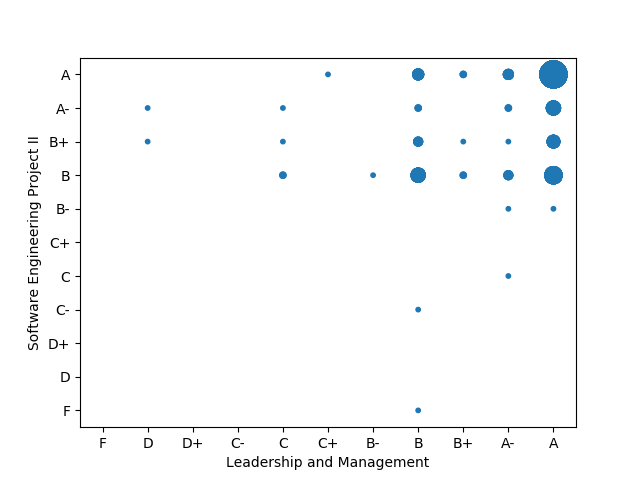 Software Engineering Project II
A
A-
B+
B
B-
C+
C
C-
D+
D
F
F D D+ C- C C+ B- B B+ A- A
Leadership and Management